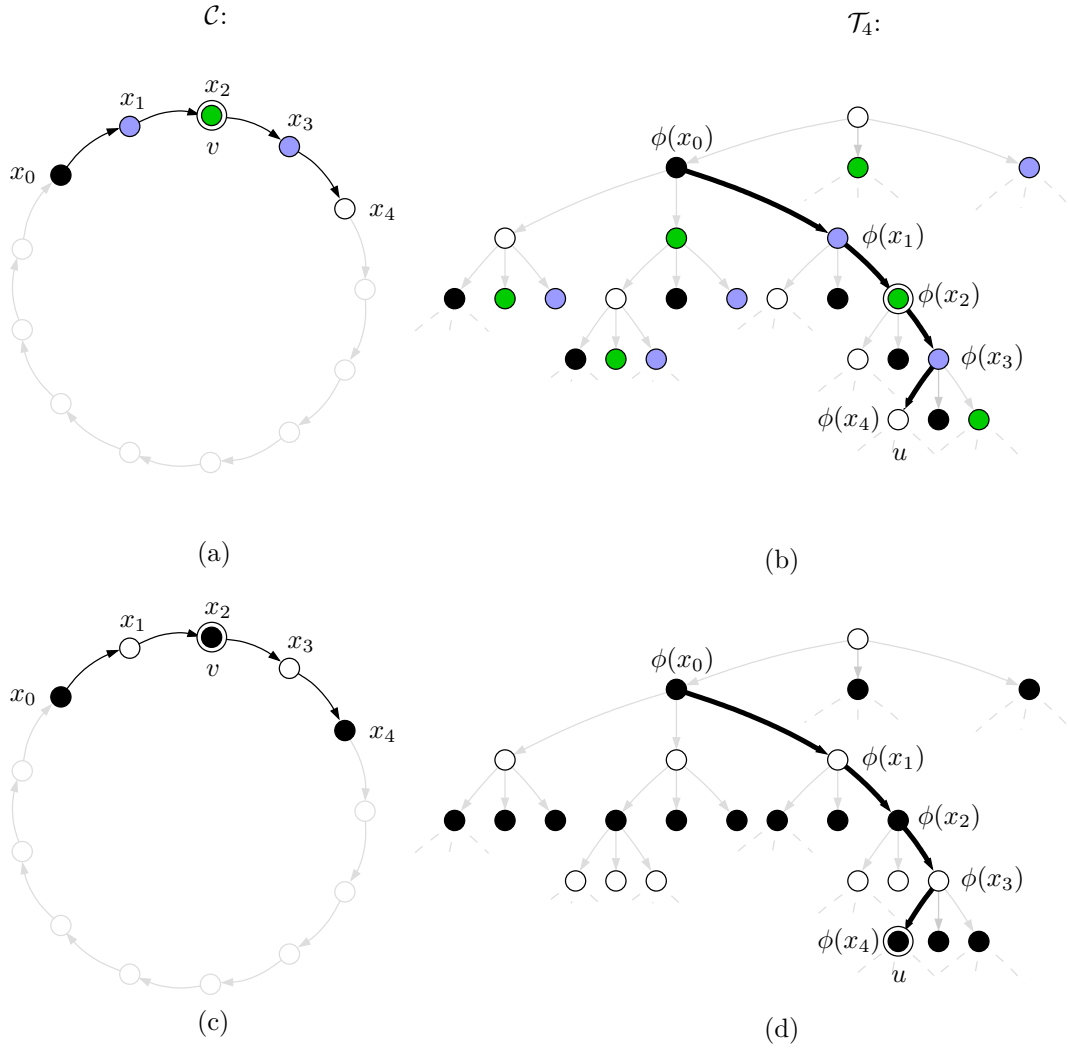 𝒞:
𝒯₄:
x₀
x₁
x₂
v
x₃
x₄
ϕ(x₀)
ϕ(x₁)
ϕ(x₂)
ϕ(x₃)
ϕ(x₄)
u
(a)
(b)
x₀
x₁
x₂
v
x₃
x₄
ϕ(x₀)
ϕ(x₁)
ϕ(x₂)
ϕ(x₃)
ϕ(x₄)
u
(c)
(d)